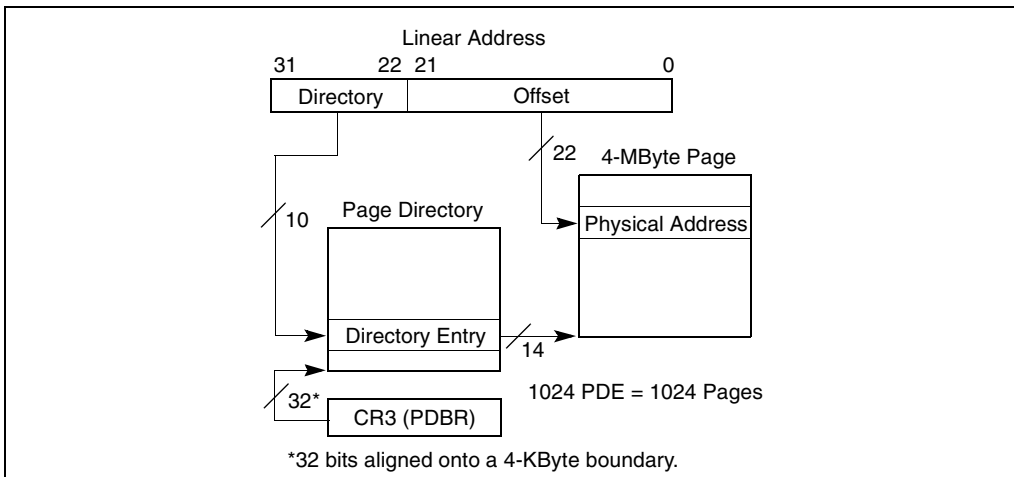 Linear Address
31 22 21 0
Directory Offset
22
4-MByte Page
10
Page Directory
Physical Address
Directory Entry
14
32*
1024 PDE = 1024 Pages
CR3 (PDBR)
*32 bits aligned onto a 4-KByte boundary.